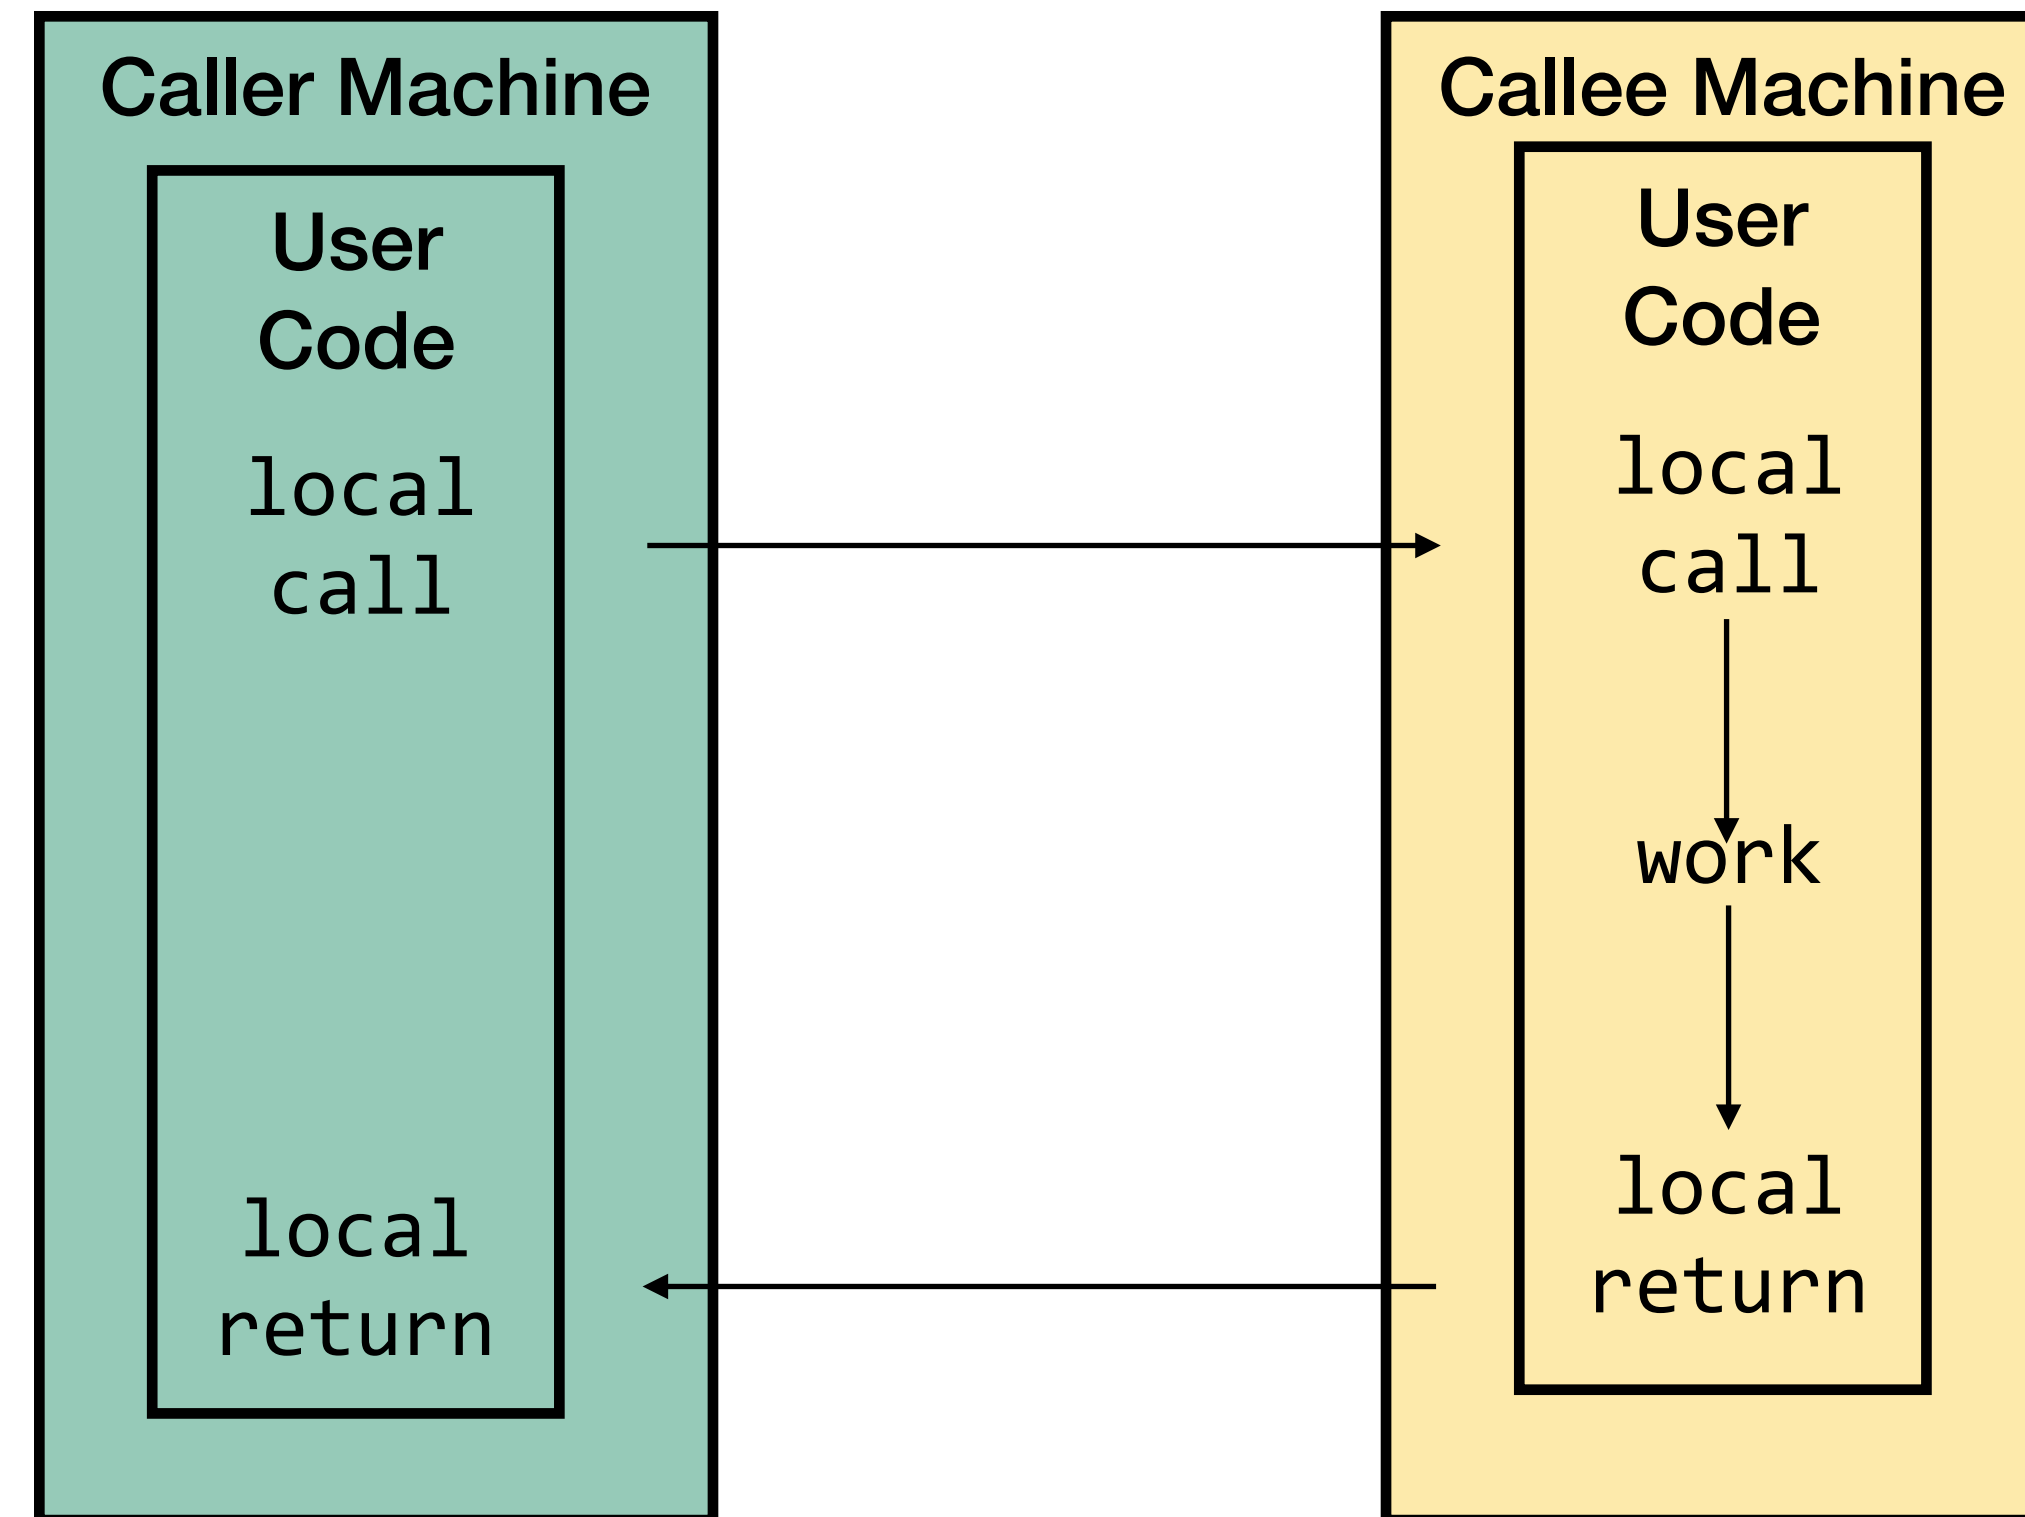 Caller Machine
User
Code
local
call
local
return
Callee Machine
User
Code
local
call
work
local
return